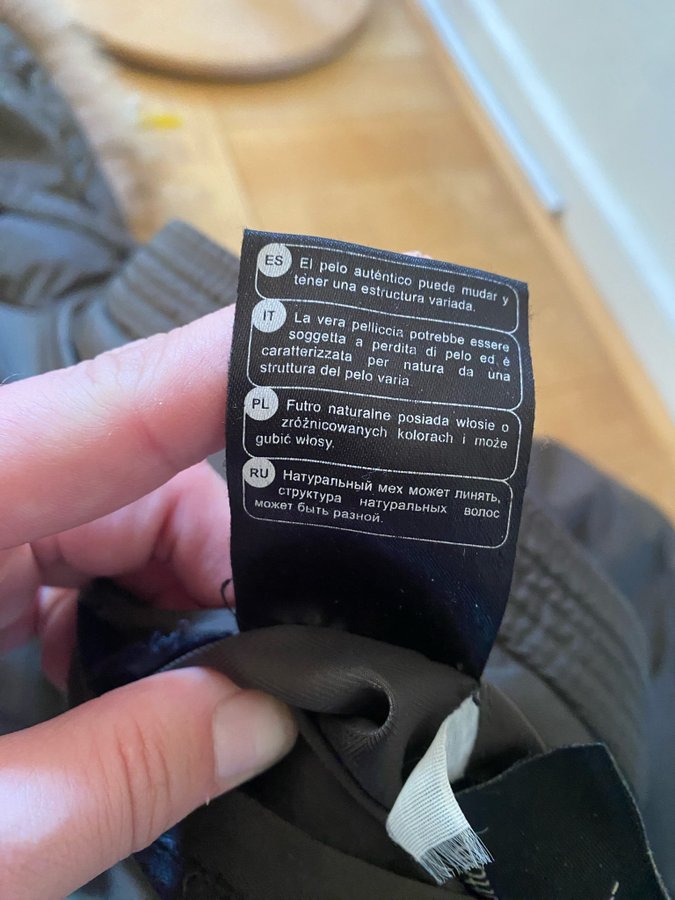 ES El pelo auténtico puede mudar y
tener una estructura variada.
IT La vera pelliccia potrebbe essere
soggetta a perdita di pelo ed è
caratterizzata per natura da una
struttura del pelo varia
PL Futro naturalne posiada włosie o
zróżnicowanych kolorach i może
gubić włosy.
RU Натуральный мех может линять,
структура натуральных волос
может быть разной.